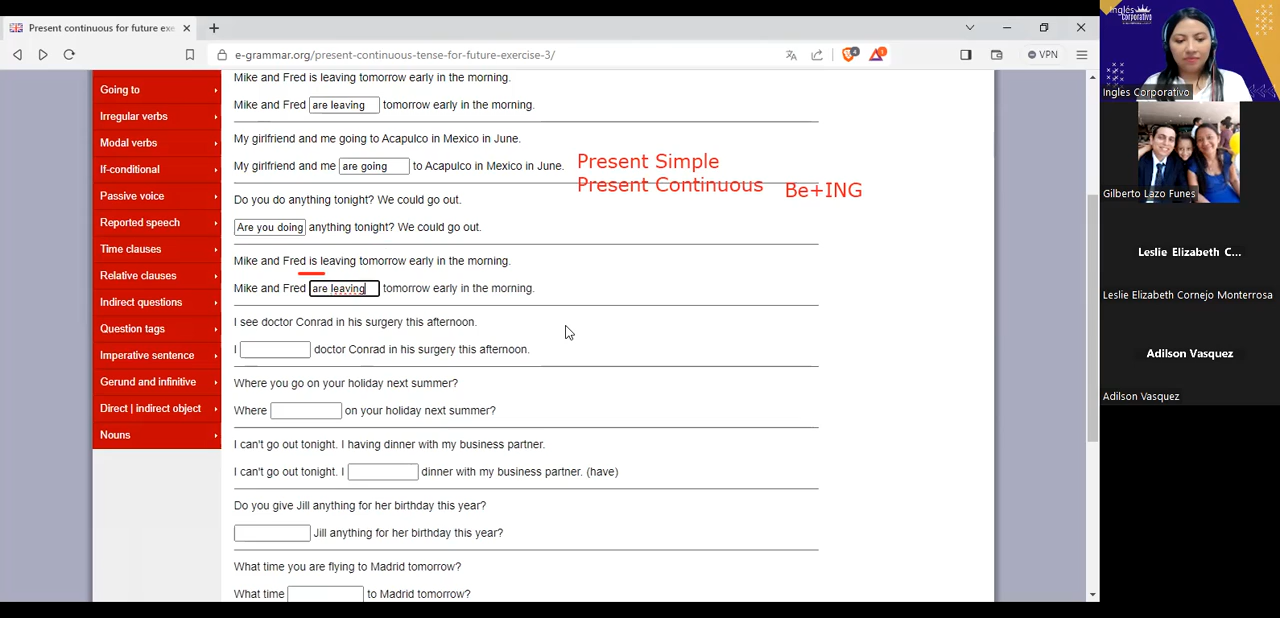 Present continuous for future exe
e-grammar.org/present-continuous-tense-for-future-exercise-3/
4
1
VPN
Going to
Irregular verbs
Modal verbs
If-conditional
Passive voice
Reported speech
Time clauses
Relative clauses
Indirect questions
Question tags
Imperative sentence
Gerund and infinitive
Direct | indirect object
Nouns
Mike and Fred is leaving tomorrow early in the morning.
Mike and Fred are leaving tomorrow early in the morning.
My girlfriend and me going to Acapulco in Mexico in June.
My girlfriend and me are going to Acapulco in Mexico in June.
Present Simple
Present Continuous Be+ING
Do you do anything tonight? We could go out.
Are you doing anything tonight? We could go out.
Mike and Fred is leaving tomorrow early in the morning.
Mike and Fred are leaving tomorrow early in the morning.
I see doctor Conrad in his surgery this afternoon.
I doctor Conrad in his surgery this afternoon.
Where you go on your holiday next summer?
Where on your holiday next summer?
I can't go out tonight. I having dinner with my business partner.
I can't go out tonight. I dinner with my business partner. (have)
Do you give Jill anything for her birthday this year?
Jill anything for her birthday this year?
What time you are flying to Madrid tomorrow?
What time to Madrid tomorrow?
Inglés
Corporativo
Ingles Corporativo
Gilberto Lazo Funes
Leslie Elizabeth C...
Leslie Elizabeth Cornejo Monterrosa
Adilson Vasquez
Adilson Vasquez